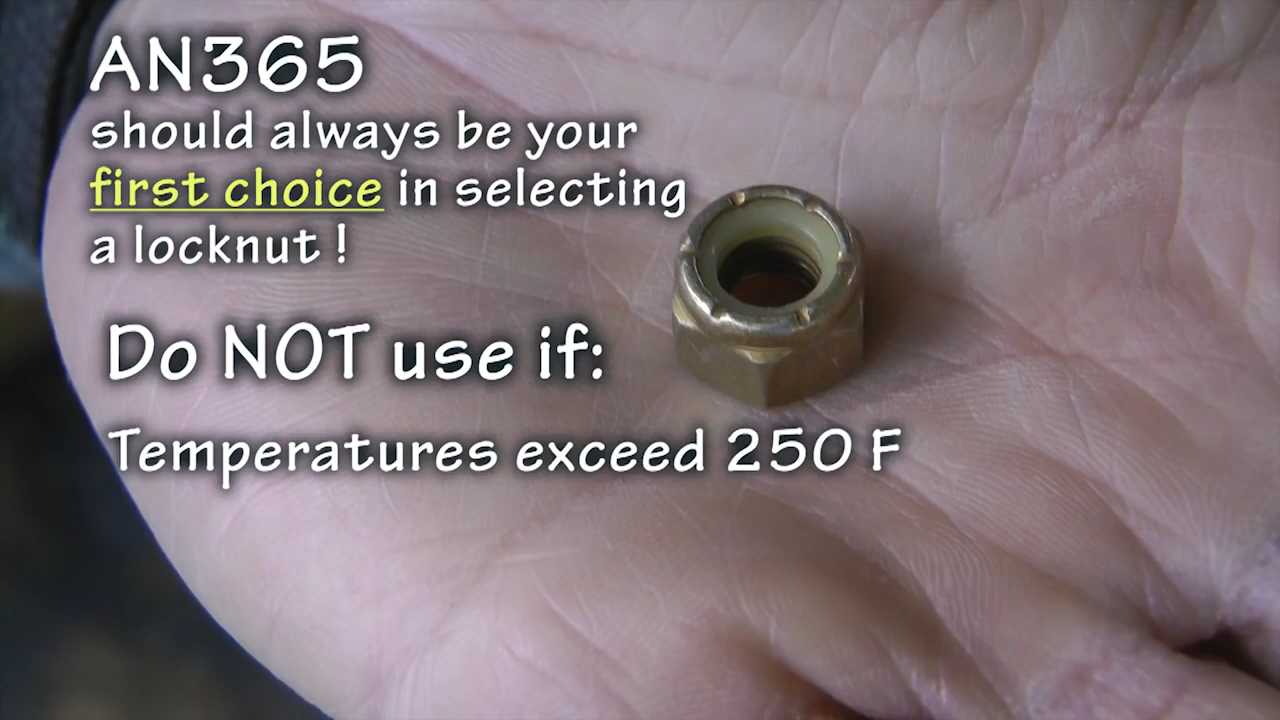 AN365
should always be your
first choice in selecting
a locknut !
Do NOT use if:
Temperatures exceed 250 F